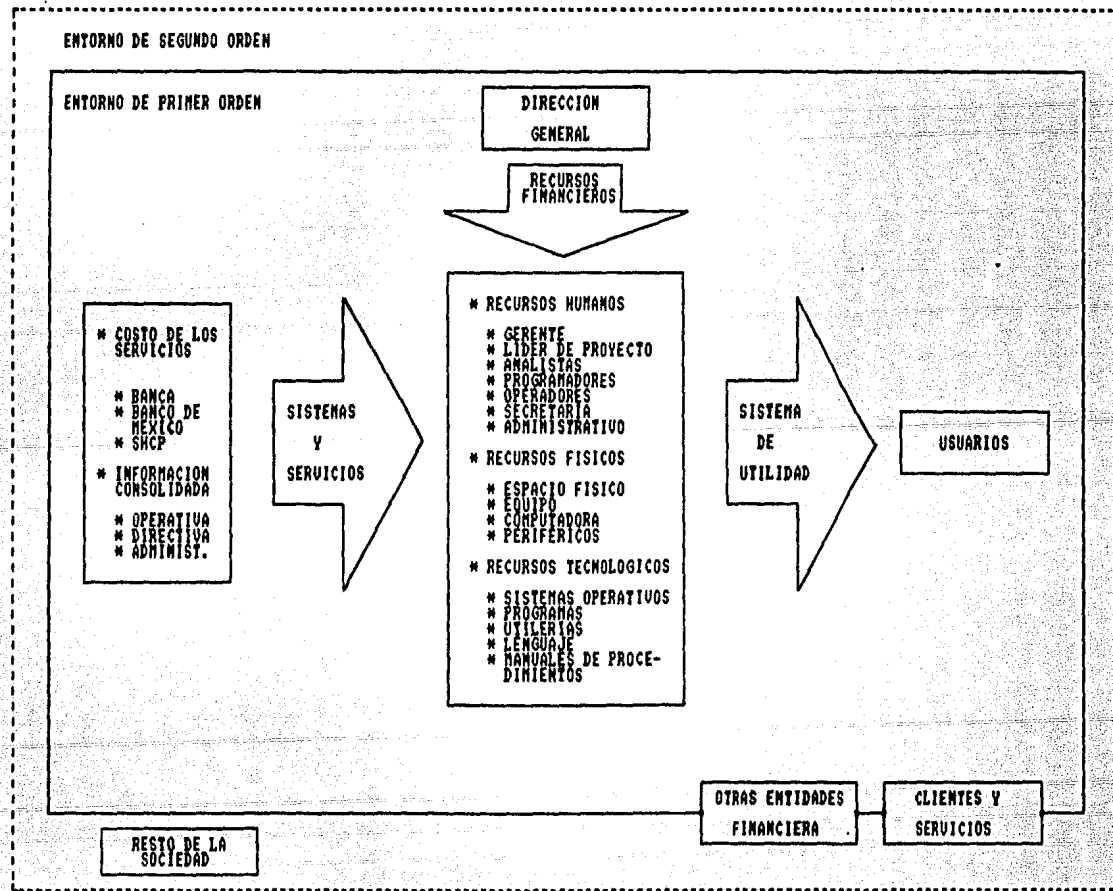 ENTORNO DE SEGUNDO ORDEN
ENTORNO DE PRIMER ORDEN
DIRECCION
GENERAL
RECURSOS
FINANCIEROS
* COSTO DE LOS
SERVICIOS
* BANCA
* BANCO DE
MEXICO
* SHCP
* INFORMACION
CONSOLIDADA
* OPERATIVA
* DIRECTIVA
* ADMINIST.
SISTEMAS
Y
SERVICIOS
* RECURSOS HUMANOS
* GERENTE
* LIDER DE PROYECTO
* ANALISTAS
* PROGRAMADORES
* OPERADORES
* SECRETARIA
* ADMINISTRATIVO
* RECURSOS FISICOS
* ESPACIO FISICO
* EQUIPO
* COMPUTADORA
* PERIFERICOS
* RECURSOS TECNOLOGICOS
* SISTEMAS OPERATIVOS
* PROGRAMAS
* UTILERIAS
* LENGUAJE
* MANUALES DE PROCE-
DIMIENTOS
SISTEMA
DE
UTILIDAD
USUARIOS
OTRAS ENTIDADES
FINANCIERA .
CLIENTES Y
SERVICIOS
RESTO DE LA
SOCIEDAD